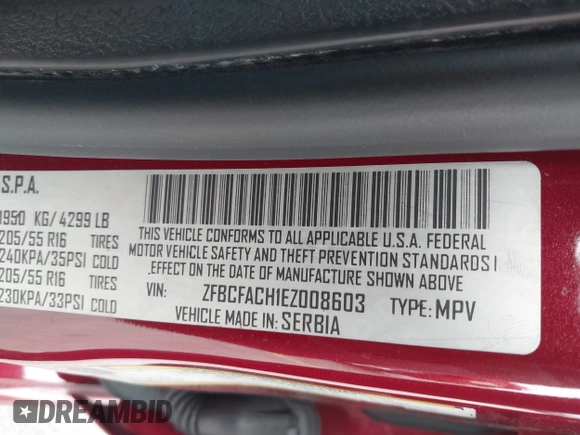 S.P.A.
KG/ 4299 LB
205/55 R16 TIRES
240KPA/35PSI COLD
205/55 R16 TIRES
230KPA/33PSI COLD
THIS VEHICLE CONFORMS TO ALL APPLICABLE U.S.A. FEDERAL
MOTOR VEHICLE SAFETY AND THEFT PREVENTION STANDARDS I
EFFECT ON THE DATE OF MANUFACTURE SHOWN ABOVE
VIN: ZFBCFACH1EZ008603 TYPE: MPV
VEHICLE MADE IN: SERBIA
DREAMBID